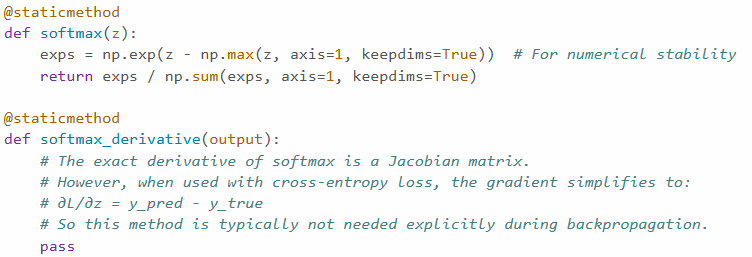 @staticmethod
def softmax(z):
    exps = np.exp(z - np.max(z, axis=1, keepdims=True))  # For numerical stability
    return exps / np.sum(exps, axis=1, keepdims=True)

@staticmethod
def softmax_derivative(output):
    # The exact derivative of softmax is a Jacobian matrix.
    # However, when used with cross-entropy loss, the gradient simplifies to:
    # ∂L/∂z = y_pred - y_true
    # So this method is typically not needed explicitly during backpropagation.
    pass